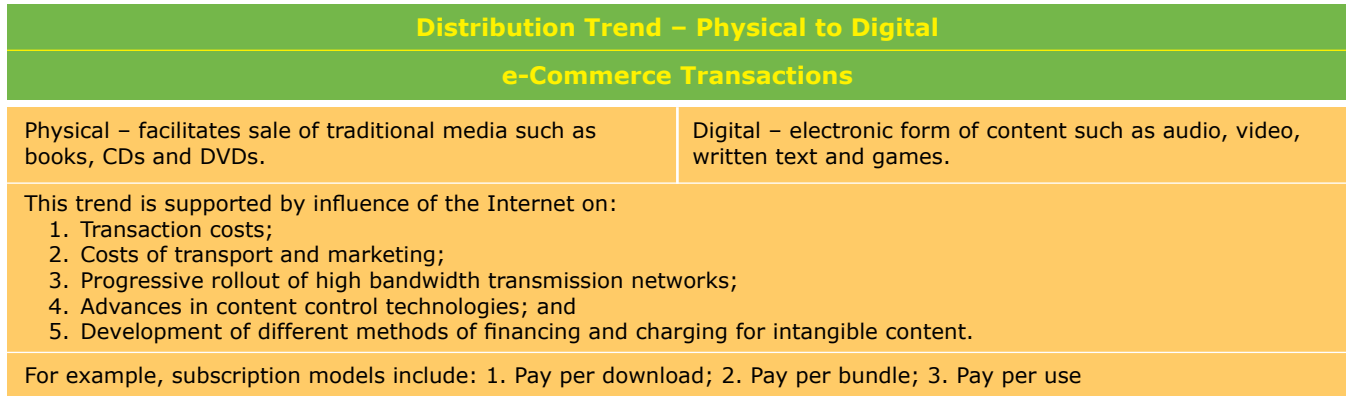 Distribution Trend – Physical to Digital
e-Commerce Transactions
Physical – facilitates sale of traditional media such as
books, CDs and DVDs.
Digital – electronic form of content such as audio, video,
written text and games.
This trend is supported by influence of the Internet on:
1. Transaction costs;
2. Costs of transport and marketing;
3. Progressive rollout of high bandwidth transmission networks;
4. Advances in content control technologies; and
5. Development of different methods of financing and charging for intangible content.
For example, subscription models include: 1. Pay per download; 2. Pay per bundle; 3. Pay per use